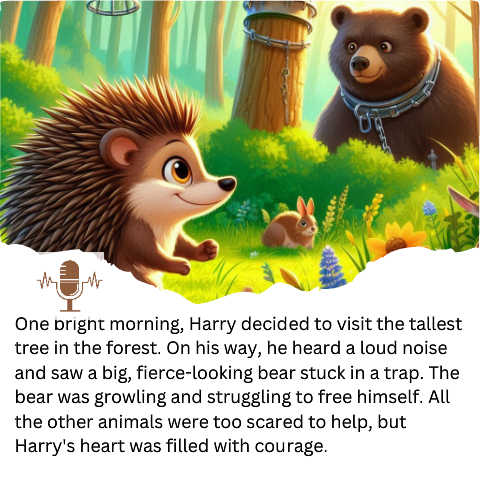 One bright morning, Harry decided to visit the tallest
tree in the forest. On his way, he heard a loud noise
and saw a big, fierce-looking bear stuck in a trap. The
bear was growling and struggling to free himself. All
the other animals were too scared to help, but
Harry's heart was filled with courage.